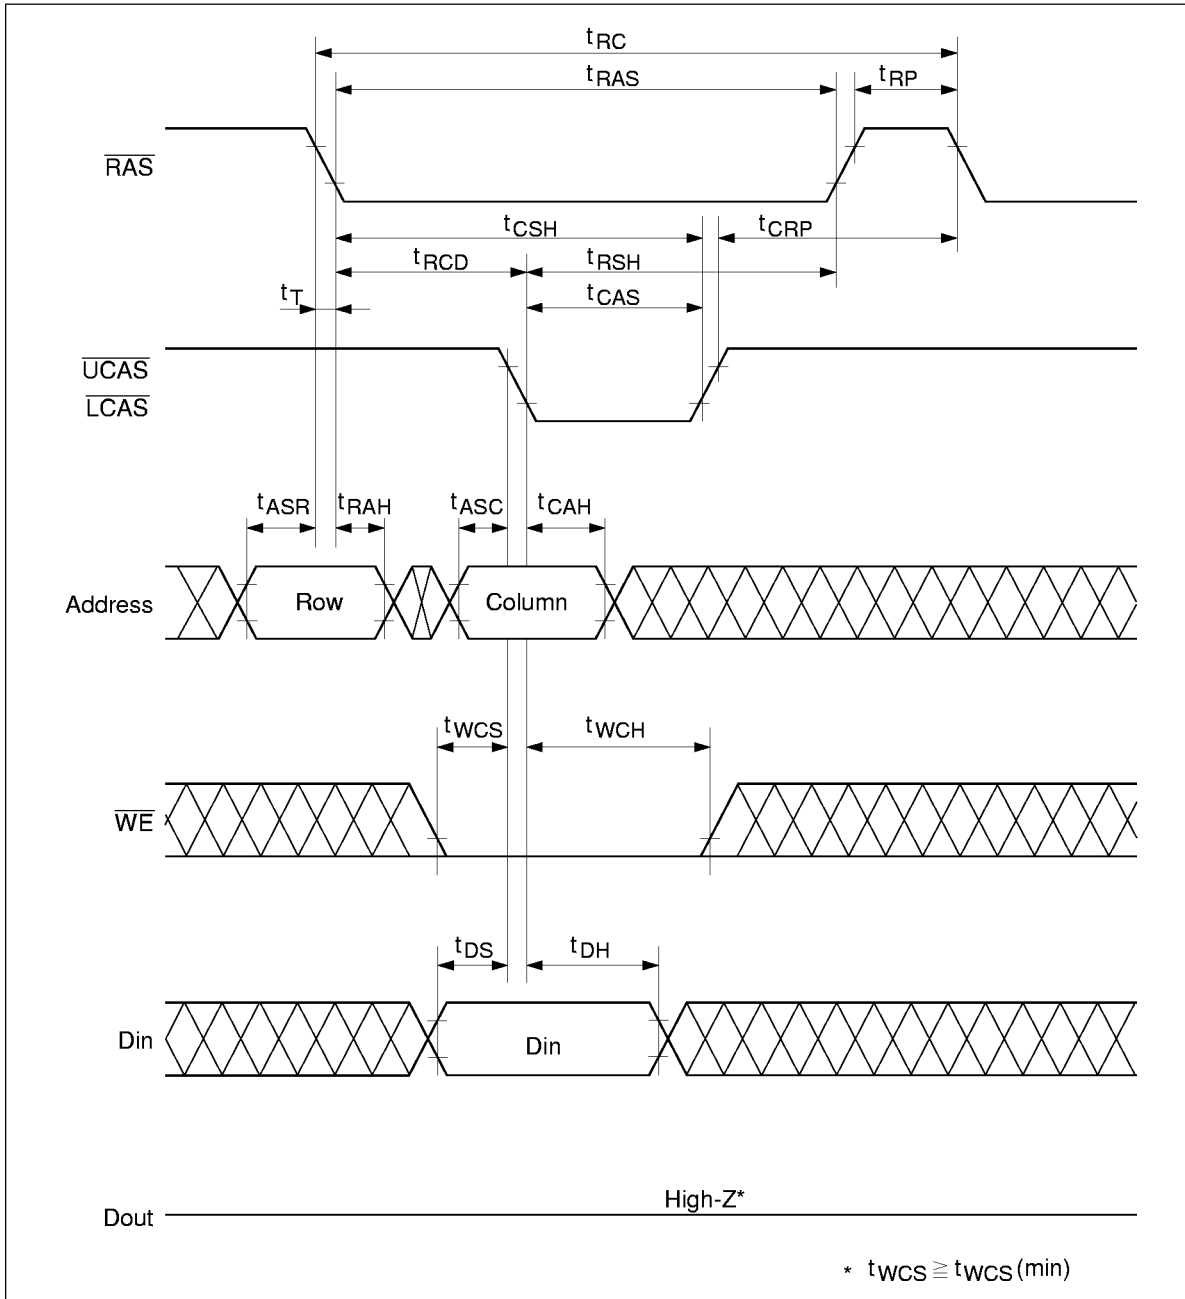 tRC
tRAS
tRP
RAS
tCSH
tCRP
tRCD
tRSH
tT
tCAS
UCAS
LCAS
tASR
tRAH
tASC
tCAH
Address
Row
Column
tWCS
tWCH
WE
tDS
tDH
Din
Din
High-Z*
Dout
* tWCS ≧ tWCS (min)